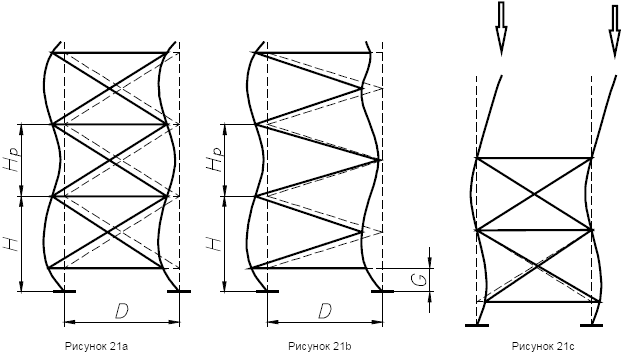 Hp
H
D
Рисунок 21a
Hp
H
G
D
Рисунок 21b
Рисунок 21c